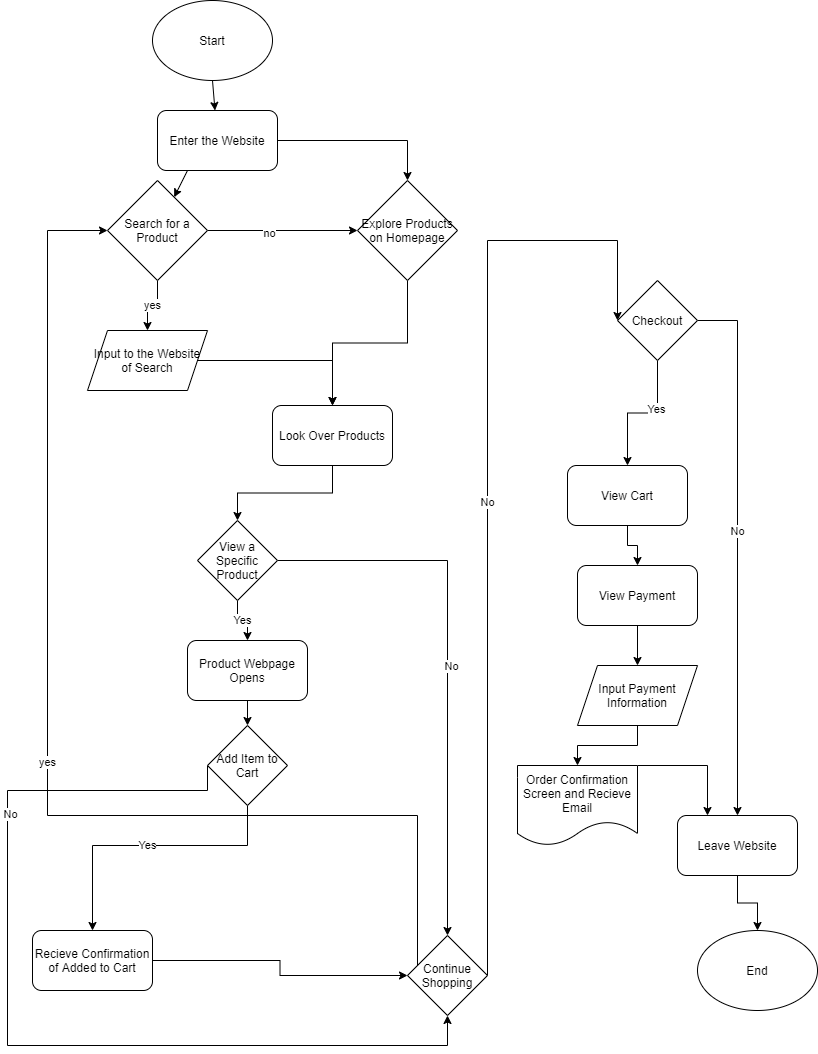 Start
Enter the Website
Search for a
Product
no
Explore Products
on Homepage
yes
Input to the Website
of Search
Look Over Products
View a
Specific
Product
Yes
No
Product Webpage
Opens
Add Item to
Cart
yes
No
Yes
Recieve Confirmation
of Added to Cart
Continue
Shopping
No
Checkout
Yes
No
View Cart
View Payment
Input Payment
Information
Order Confirmation
Screen and Recieve
Email
Leave Website
End